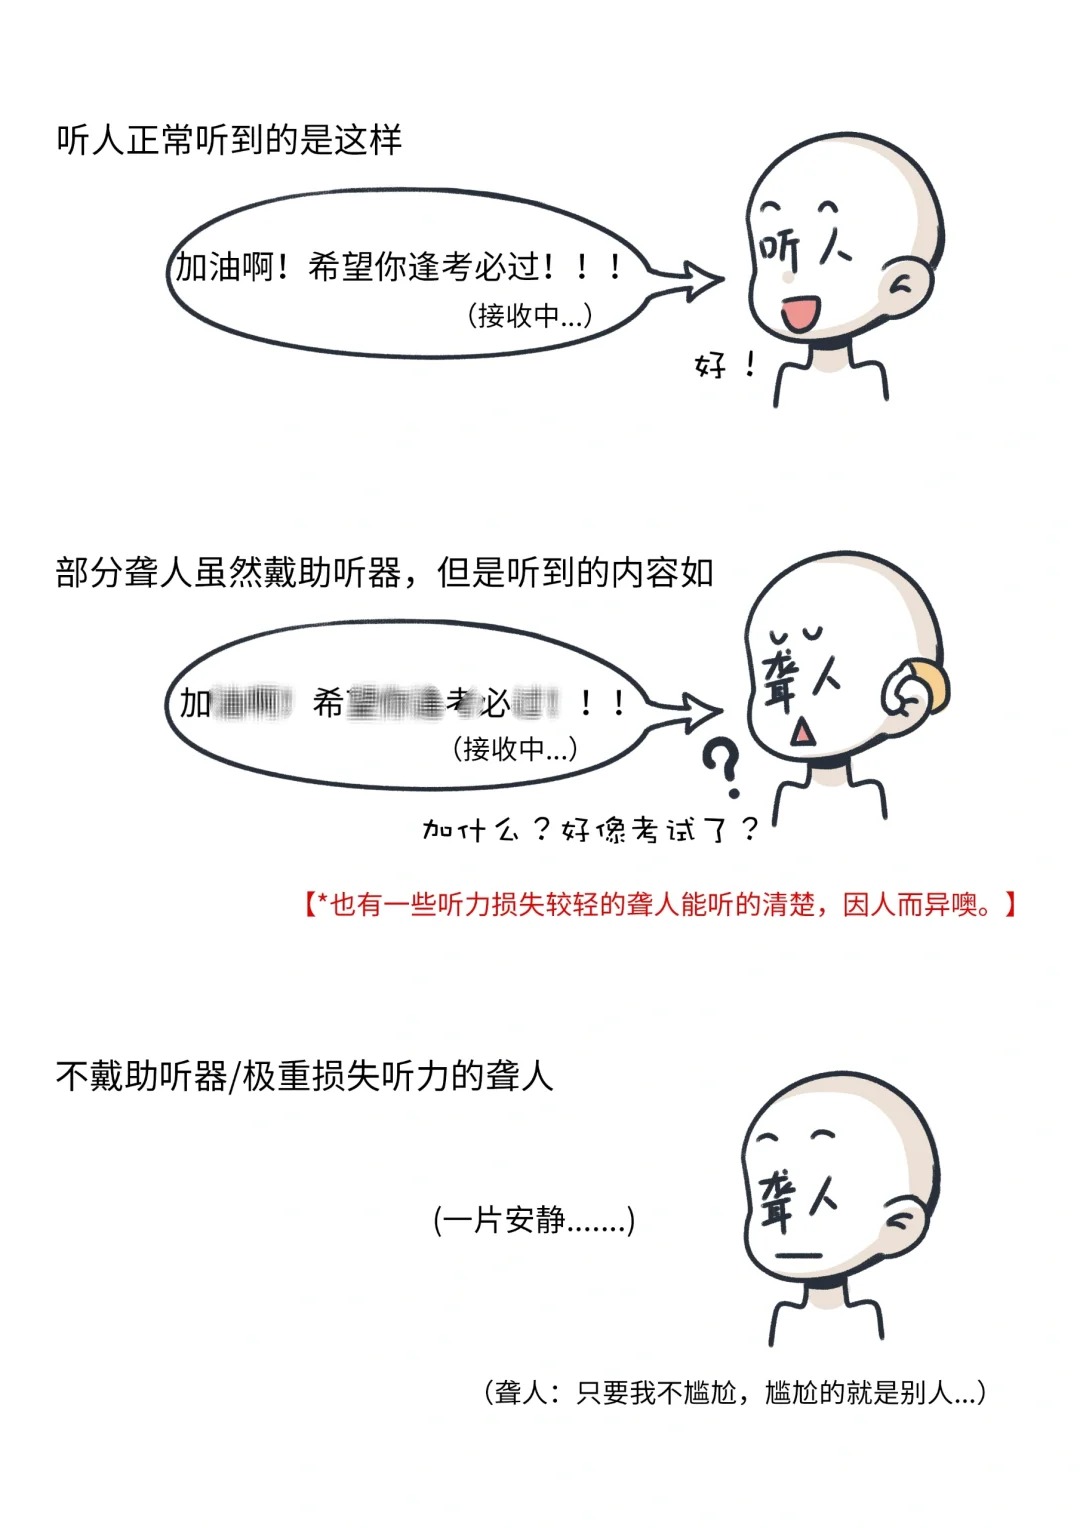 听人正常听到的是这样
加油啊！希望你逢考必过！！！
（接收中...）
听人
好！
部分聋人虽然戴助听器，但是听到的内容如
加 希 考必 ！！
（接收中...）
聋人
？
加什么？好像考试了？
【*也有一些听力损失较轻的聋人能听的清楚，因人而异噢。】
不戴助听器/极重损失听力的聋人
(一片安静.......)
聋人
（聋人：只要我不尴尬，尴尬的就是别人...）